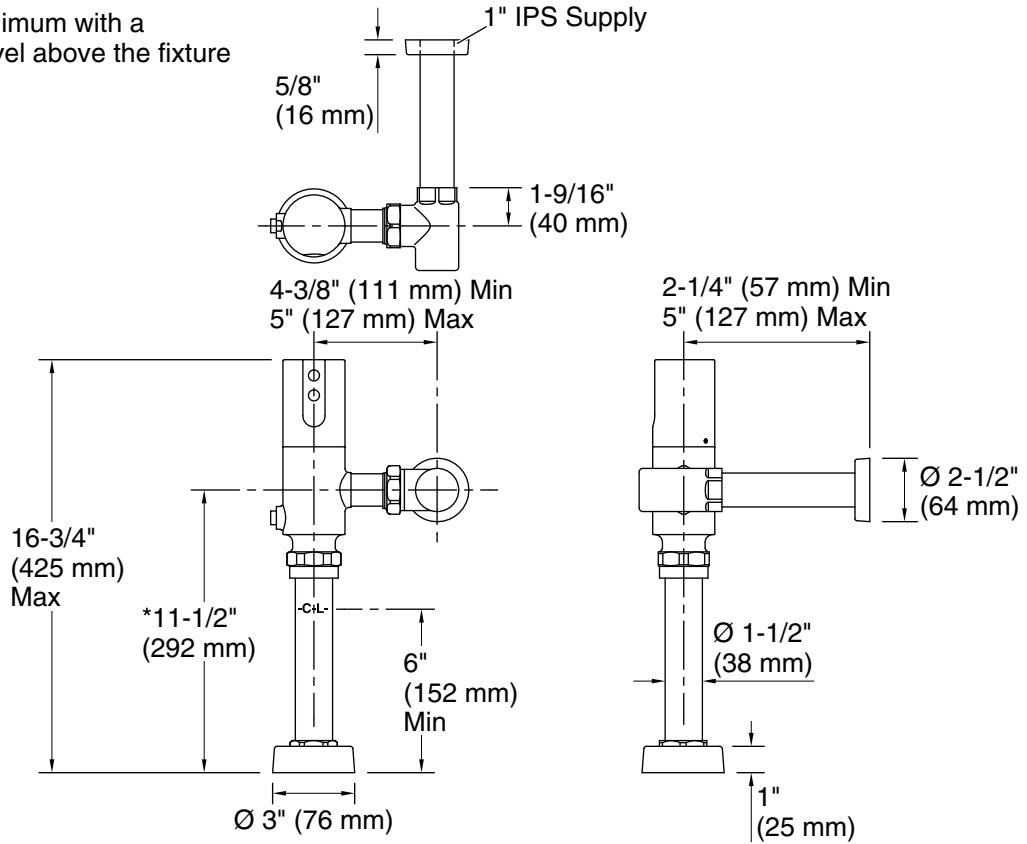 imum with a
vel above the fixture
1" IPS Supply
5/8"
(16 mm)
1-9/16"
(40 mm)
4-3/8" (111 mm) Min
5" (127 mm) Max
2-1/4" (57 mm) Min
5" (127 mm) Max
Ø 2-1/2"
(64 mm)
16-3/4"
(425 mm)
Max
*11-1/2"
(292 mm)
-C+L-
6"
(152 mm)
Min
Ø 1-1/2"
(38 mm)
Ø 3" (76 mm)
1"
(25 mm)